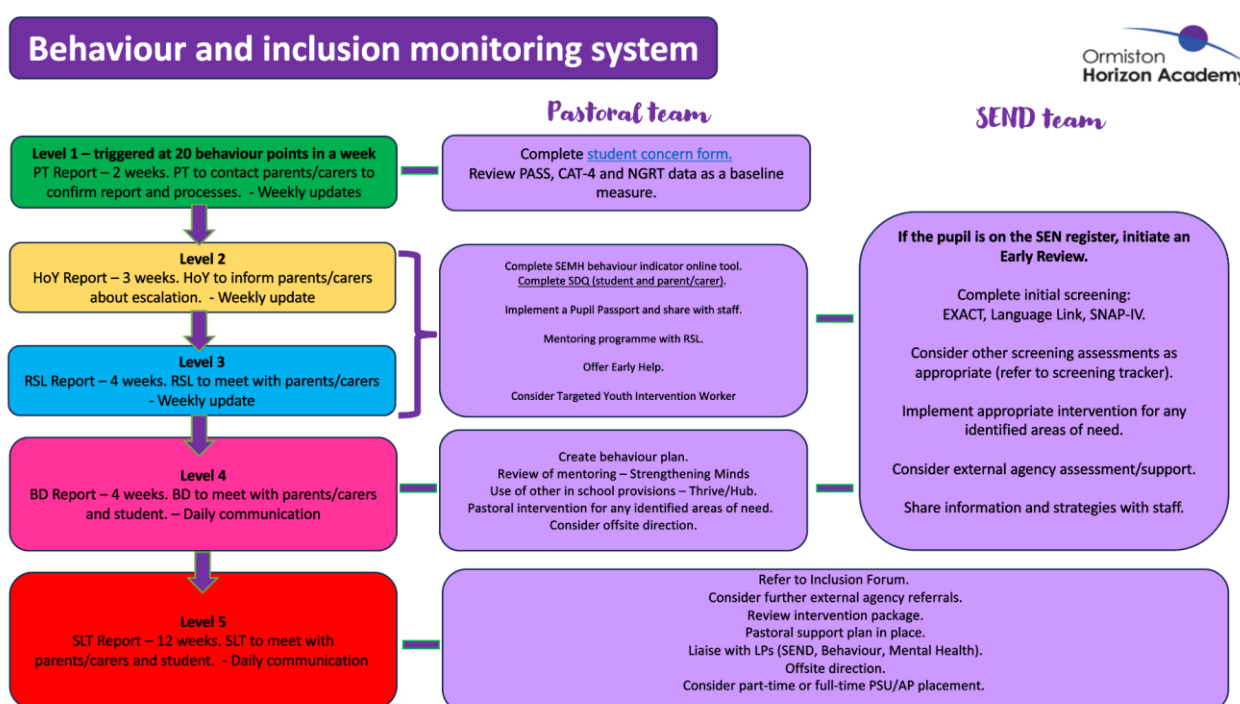 Behaviour and inclusion monitoring system
Ormiston
Horizon Academy
Pastoral team
SEND team
Level 1 – triggered at 20 behaviour points in a week
PT Report – 2 weeks. PT to contact parents/carers to
confirm report and processes.  - Weekly updates
Complete student concern form.
Review PASS, CAT-4 and NGRT data as a baseline
measure.
Level 2
HoY Report – 3 weeks. HoY to inform parents/carers
about escalation.  - Weekly update
Level 3
RSL Report – 4 weeks. RSL to meet with parents/carers
- Weekly update
Complete SEMH behaviour indicator online tool.
Complete SDQ (student and parent/carer).
Implement a Pupil Passport and share with staff.
Mentoring programme with RSL.
Offer Early Help.
Consider Targeted Youth Intervention Worker
If the pupil is on the SEN register, initiate an
Early Review.
Complete initial screening:
EXACT, Language Link, SNAP-IV.
Consider other screening assessments as
appropriate (refer to screening tracker).
Implement appropriate intervention for any
identified areas of need.
Consider external agency assessment/support.
Share information and strategies with staff.
Level 4
BD Report – 4 weeks. BD to meet with parents/carers
and student. – Daily communication
Create behaviour plan.
Review of mentoring – Strengthening Minds
Use of other in school provisions – Thrive/Hub.
Pastoral intervention for any identified areas of need.
Consider offsite direction.
Level 5
SLT Report – 12 weeks. SLT to meet with
parents/carers and student.  - Daily communication
Refer to Inclusion Forum.
Consider further external agency referrals.
Review intervention package.
Pastoral support plan in place.
Liaise with LPs (SEND, Behaviour, Mental Health).
Offsite direction.
Consider part-time or full-time PSU/AP placement.